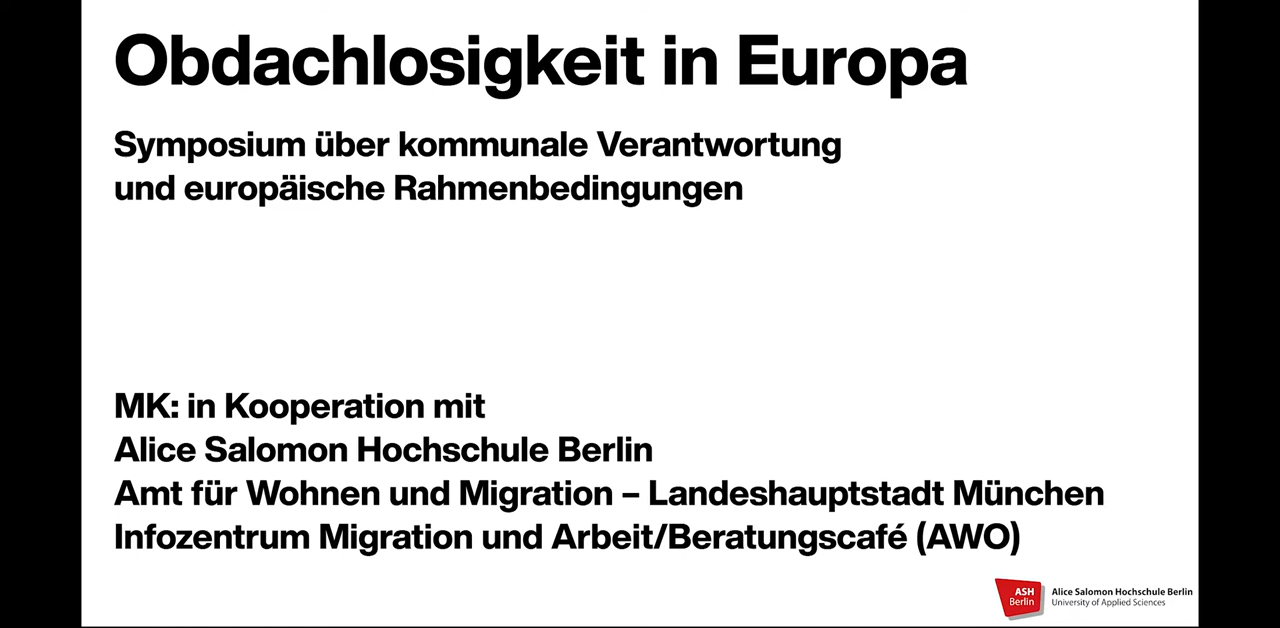 Obdachlosigkeit in Europa
Symposium über kommunale Verantwortung
und europäische Rahmenbedingungen
MK: in Kooperation mit
Alice Salomon Hochschule Berlin
Amt für Wohnen und Migration – Landeshauptstadt München
Infozentrum Migration und Arbeit/Beratungscafé (AWO)
ASH
Berlin
Alice Salomon Hochschule Berlin
University of Applied Sciences